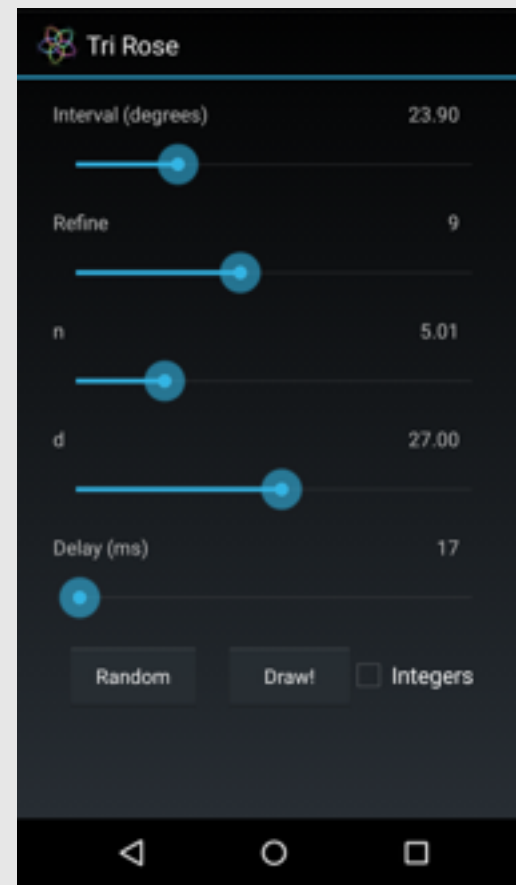 Tri Rose
Interval (degrees) 23.90
Refine 9
n 5.01
d 27.00
Delay (ms) 17
Random Draw! Integers